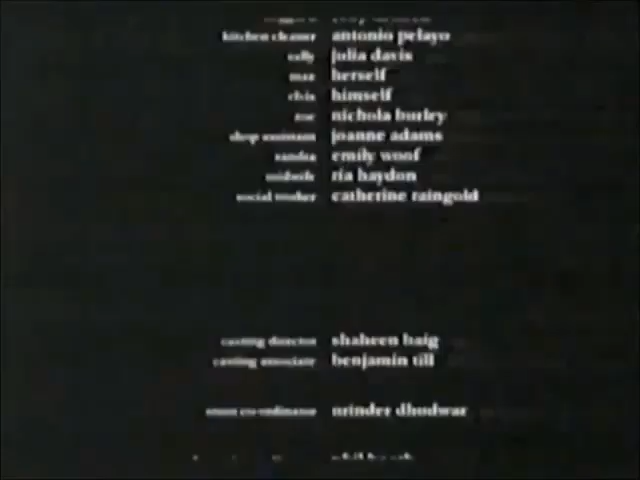 kitchen cleaner antonio pelayo
sally julia davis
max herself
elvis himself
zoe nichola burley
shop assistant joanne adams
sandra emily woof
midwife ria haydon
social worker catherine raingold
casting director shaheen baig
casting associate benjamin till
stunt co-ordinator nrinder dhudwar